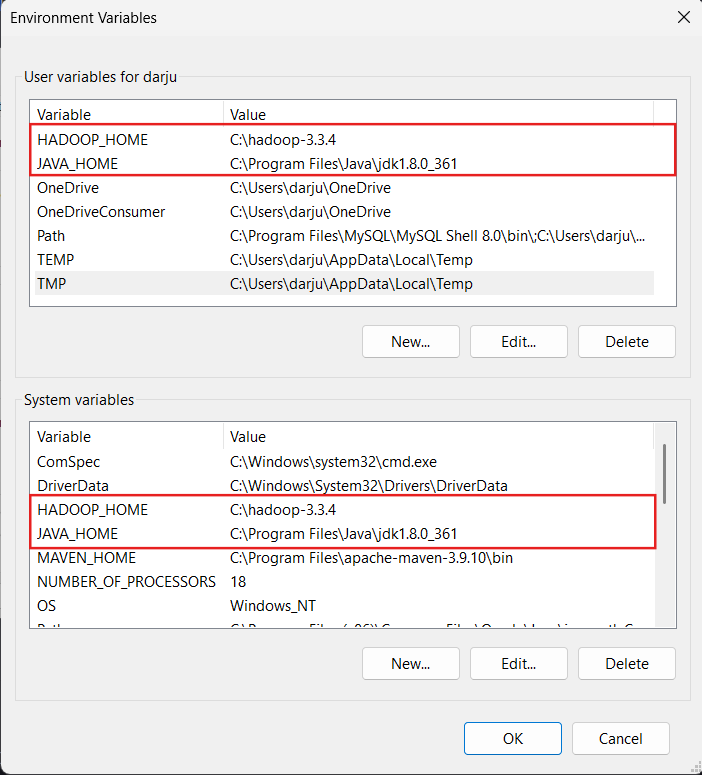 Environment Variables
User variables for darju
Variable Value
HADOOP_HOME C:\hadoop-3.3.4
JAVA_HOME C:\Program Files\Java\jdk1.8.0_361
OneDrive C:\Users\darju\OneDrive
OneDriveConsumer C:\Users\darju\OneDrive
Path C:\Program Files\MySQL\MySQL Shell 8.0\bin\;C:\Users\darju\...
TEMP C:\Users\darju\AppData\Local\Temp
TMP C:\Users\darju\AppData\Local\Temp
New... Edit... Delete
System variables
Variable Value
ComSpec C:\Windows\system32\cmd.exe
DriverData C:\Windows\System32\Drivers\DriverData
HADOOP_HOME C:\hadoop-3.3.4
JAVA_HOME C:\Program Files\Java\jdk1.8.0_361
MAVEN_HOME C:\Program Files\apache-maven-3.9.10\bin
NUMBER_OF_PROCESSORS 18
OS Windows_NT
New... Edit... Delete
OK Cancel